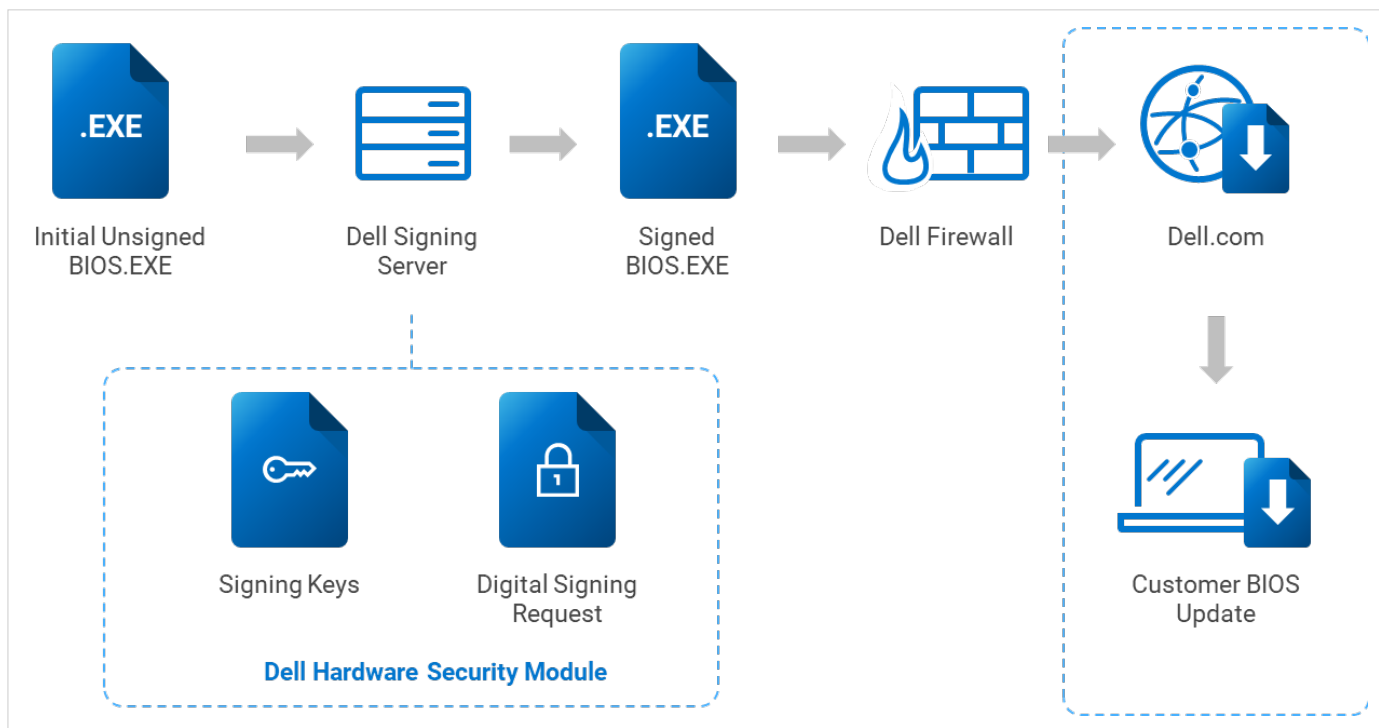 .EXE
.EXE
Initial Unsigned
BIOS.EXE
Dell Signing
Server
Signed
BIOS.EXE
Dell Firewall
Dell.com
Signing Keys
Digital Signing
Request
Dell Hardware Security Module
Customer BIOS
Update